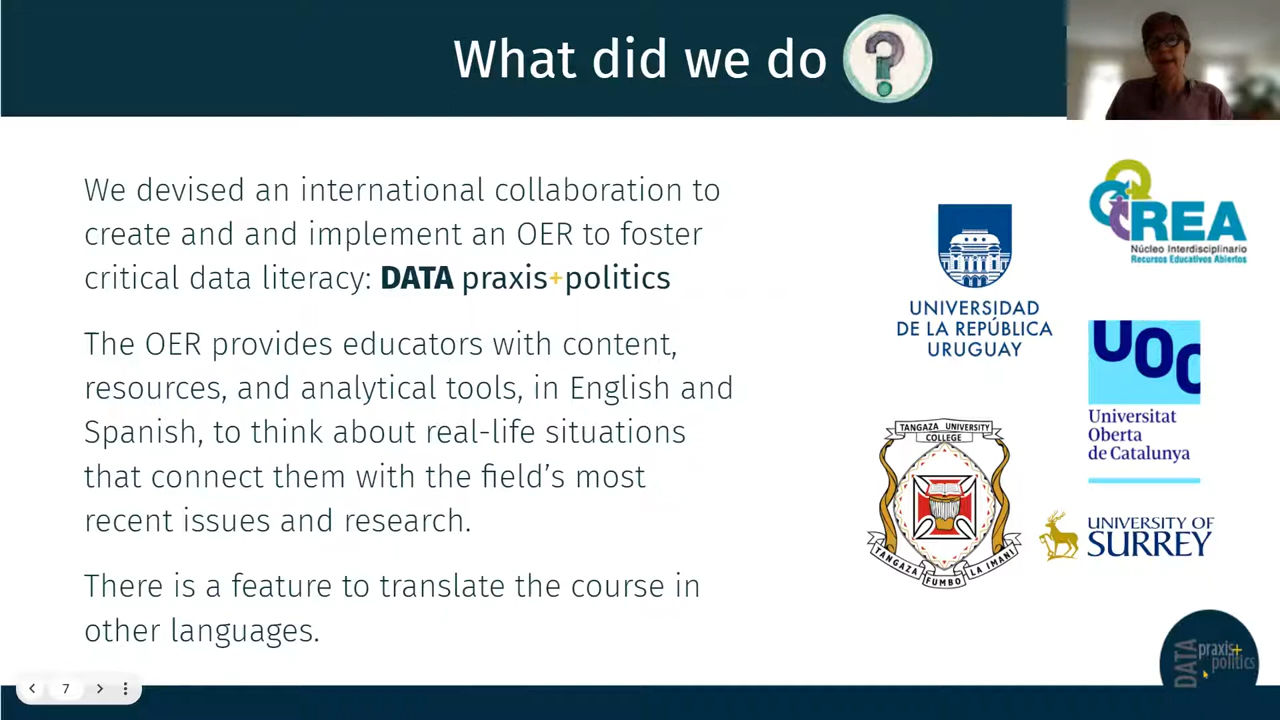 What did we do ?
We devised an international collaboration to
create and and implement an OER to foster
critical data literacy: DATA praxis+politics
The OER provides educators with content,
resources, and analytical tools, in English and
Spanish, to think about real-life situations
that connect them with the field's most
recent issues and research.
There is a feature to translate the course in
other languages.
UNIVERSIDAD
DE LA REPÚBLICA
URUGUAY
REA
Núcleo Interdisciplinario
Recursos Educativos Abiertos
UOC
Universitat
Oberta
de Catalunya
TANGAZA UNIVERSITY
COLLEGE
TANGAZA FUMBO LA IMANI
UNIVERSITY OF
SURREY
DATA
praxis+
politics
7